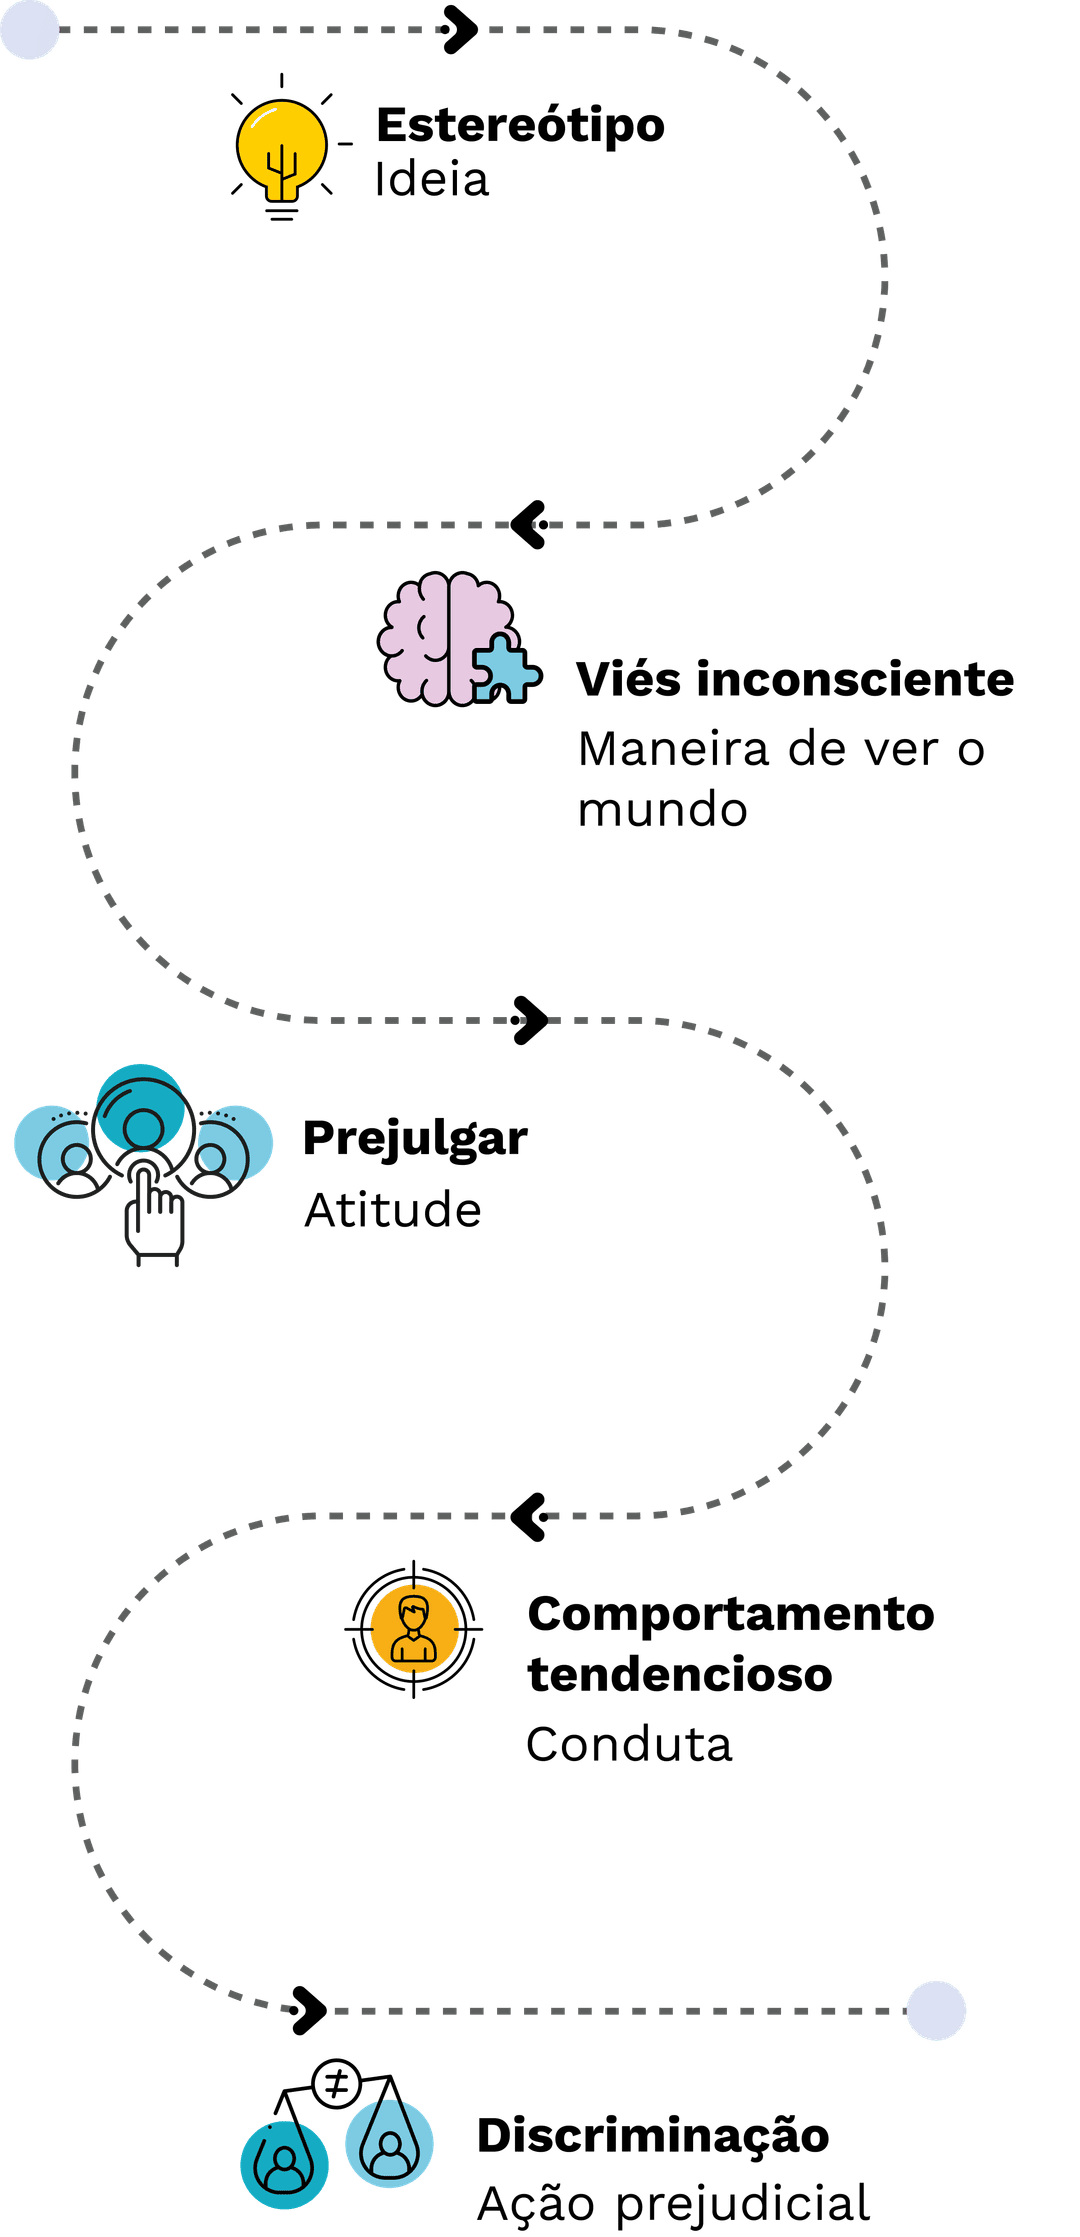 Estereótipo
Ideia
Viés inconsciente
Maneira de ver o
mundo
Prejulgar
Atitude
Comportamento
tendencioso
Conduta
≠
Discriminação
Ação prejudicial